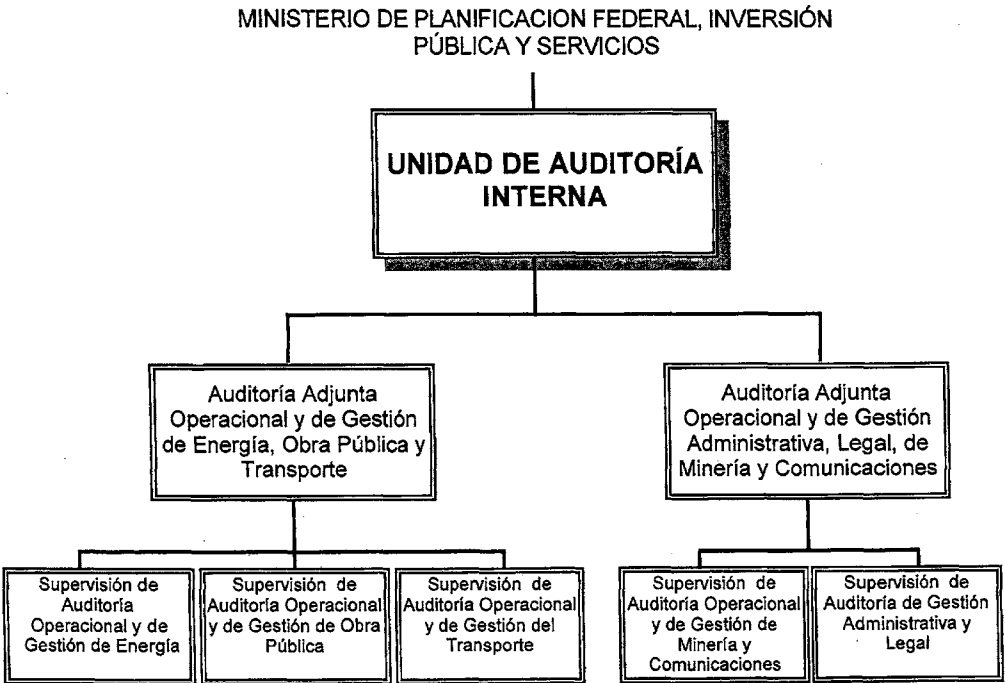 MINISTERIO DE PLANIFICACION FEDERAL, INVERSIÓN
PÚBLICA Y SERVICIOS
UNIDAD DE AUDITORÍA
INTERNA
Auditoría Adjunta
Operacional y de Gestión
de Energía, Obra Pública y
Transporte
Auditoría Adjunta
Operacional y de Gestión
Administrativa, Legal, de
Minería y Comunicaciones
Supervisión de
Auditoría
Operacional y de
Gestión de Energía
Supervisión de
Auditoría Operacional
y de Gestión de Obra
Pública
Supervisión de
Auditoría Operacional
y de Gestión del
Transporte
Supervisión de
Auditoría Operacional
y de Gestión de
Minería y
Comunicaciones
Supervisión de
Auditoría de Gestión
Administrativa y
Legal